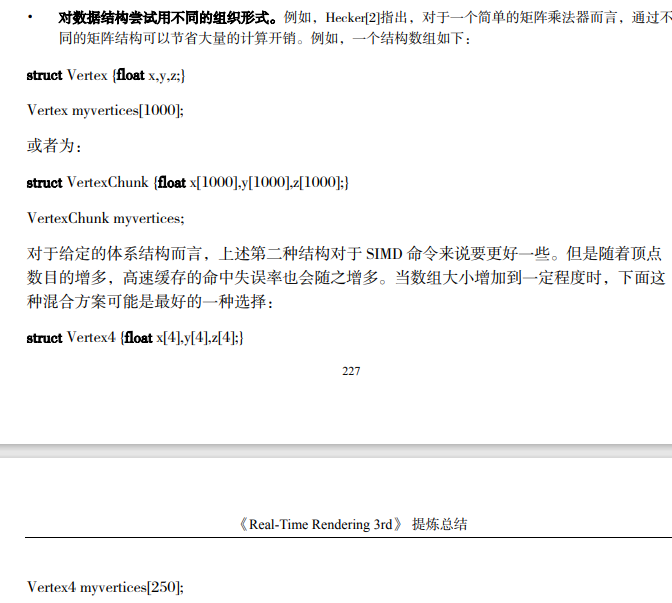 • 对数据结构尝试用不同的组织形式。例如，Hecker[2]指出，对于一个简单的矩阵乘法器而言，通过不
同的矩阵结构可以节省大量的计算开销。例如，一个结构数组如下：
struct Vertex {float x,y,z;}
Vertex myvertices[1000];
或者为：
struct VertexChunk {float x[1000],y[1000],z[1000];}
VertexChunk myvertices;
对于给定的体系结构而言，上述第二种结构对于 SIMD 命令来说要更好一些。但是随着顶点
数目的增多，高速缓存的命中失误率也会随之增多。当数组大小增加到一定程度时，下面这
种混合方案可能是最好的一种选择：
struct Vertex4 {float x[4],y[4],z[4];}
227
《Real-Time Rendering 3rd》 提炼总结
Vertex4 myvertices[250];